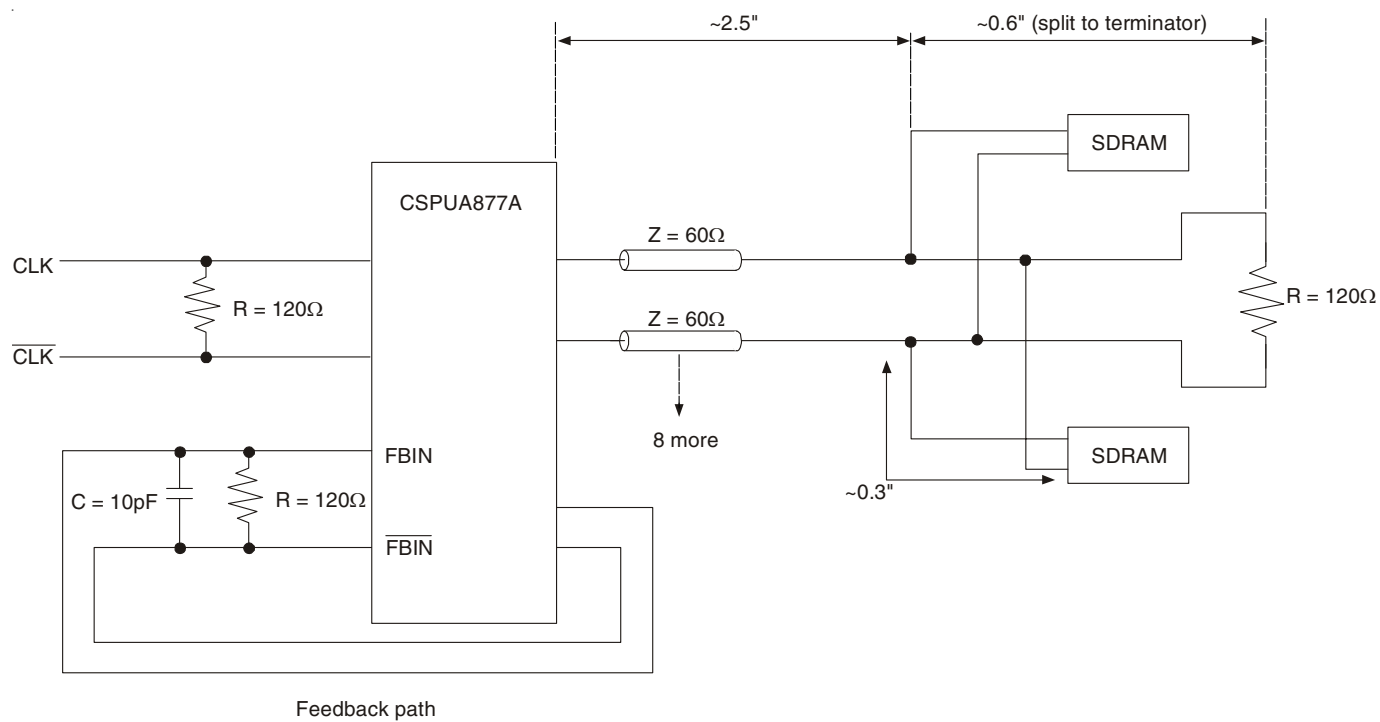 ~2.5"
~0.6" (split to terminator)
SDRAM
CSPUA877A
Z = 60Ω
CLK
R = 120Ω
R = 120Ω
Z = 60Ω
CLK
8 more
FBIN
SDRAM
C = 10pF
R = 120Ω
~0.3"
FBIN
Feedback path